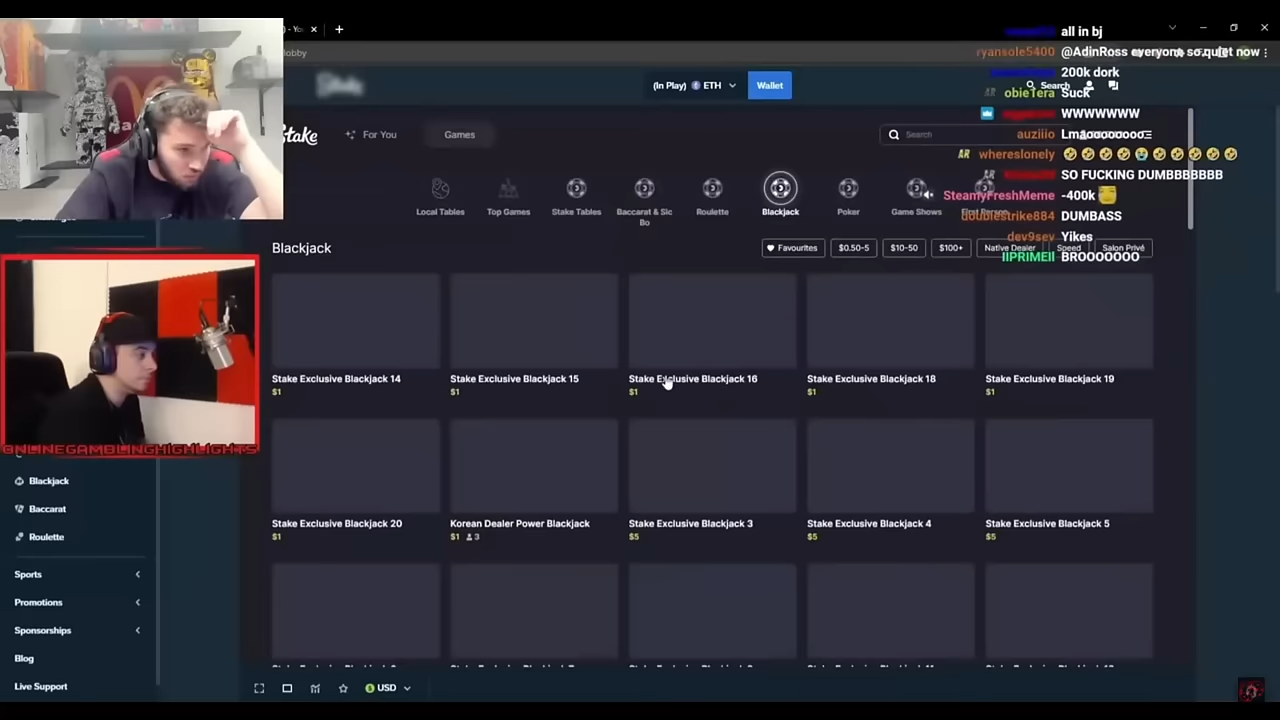 all in bj
ryansole5400 @AdinRoss everyone so quiet now
200k dork
obie1era Suck
WWWWWWW
auziiio Lmaooooooo
whereslonely 🤣🤣🤣🤣😭🤣🤣🤣🤣🤣
SO FUCKING DUMBBBBBB
SteamyFreshMeme -400k
doublestrike884 DUMBASS
dev9sev Yikes
IIPRIMEII BROOOOOOO
(In Play) ETH
Wallet
Search
Stake
For You
Games
Search
Local Tables
Top Games
Stake Tables
Baccarat & Sic Bo
Roulette
Blackjack
Poker
Game Shows
Blackjack
Favourites
$0.50-5
$10-50
$100+
Native Dealer
Speed
Salon Privé
Stake Exclusive Blackjack 14
$1
Stake Exclusive Blackjack 15
$1
Stake Exclusive Blackjack 16
$1
Stake Exclusive Blackjack 18
$1
Stake Exclusive Blackjack 19
$1
ONLINEGAMBLINGHIGHLIGHTS
Stake Exclusive Blackjack 20
$1
Korean Dealer Power Blackjack
$1 3
Stake Exclusive Blackjack 3
$5
Stake Exclusive Blackjack 4
$5
Stake Exclusive Blackjack 5
$5
Blackjack
Baccarat
Roulette
Sports
Promotions
Sponsorships
Blog
Live Support
USD